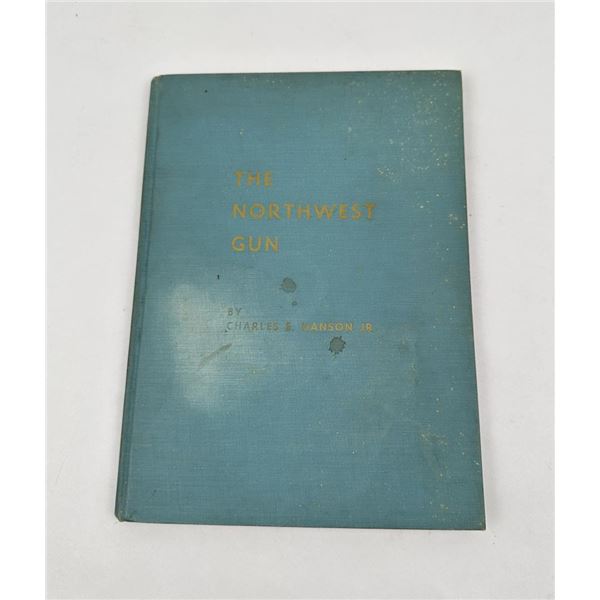 THE
NORTHWEST
GUN
BY
CHARLES E. HANSON JR.